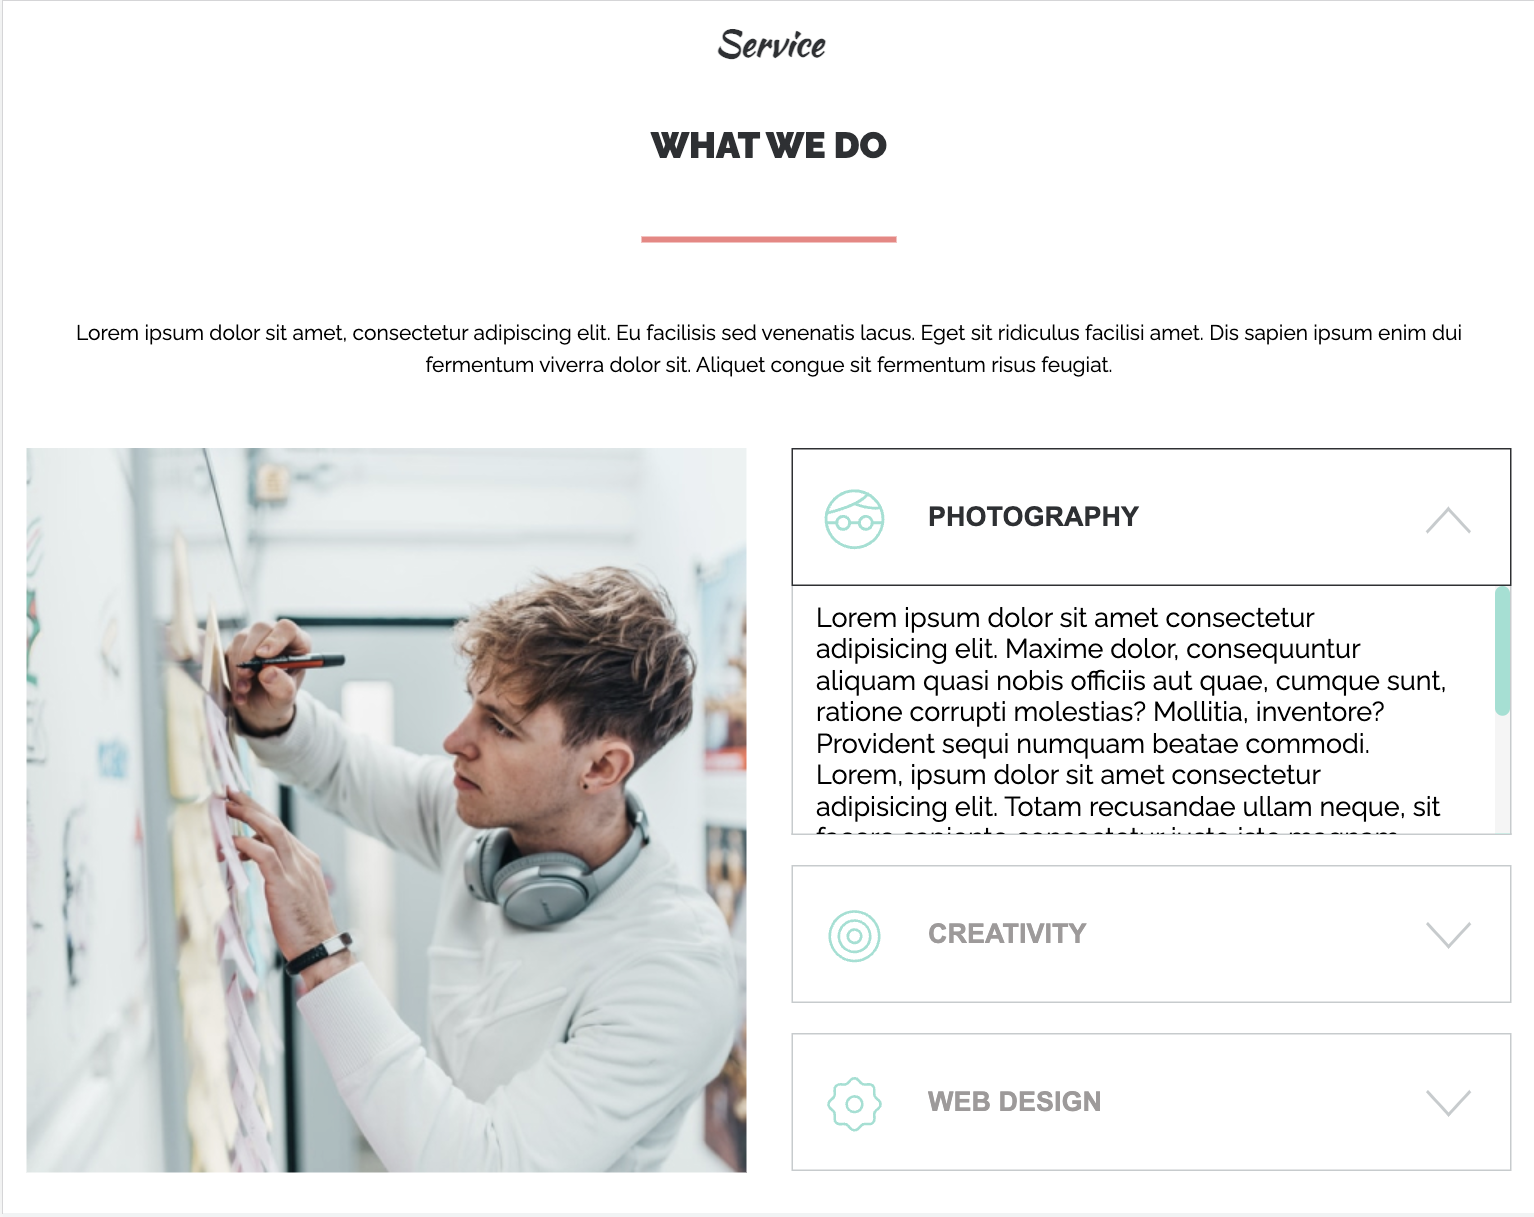 Service
WHAT WE DO
Lorem ipsum dolor sit amet, consectetur adipiscing elit. Eu facilisis sed venenatis lacus. Eget sit ridiculus facilisi amet. Dis sapien ipsum enim dui
fermentum viverra dolor sit. Aliquet congue sit fermentum risus feugiat.
PHOTOGRAPHY
Lorem ipsum dolor sit amet consectetur
adipisicing elit. Maxime dolor, consequuntur
aliquam quasi nobis officiis aut quae, cumque sunt,
ratione corrupti molestias? Mollitia, inventore?
Provident sequi numquam beatae commodi.
Lorem, ipsum dolor sit amet consectetur
adipisicing elit. Totam recusandae ullam neque, sit
CREATIVITY
WEB DESIGN